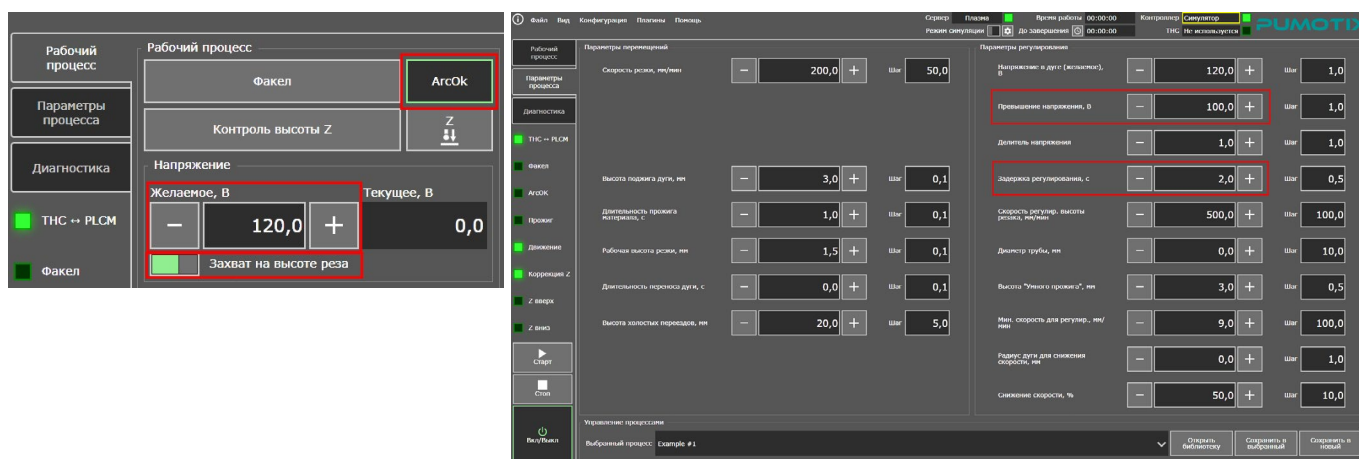 Рабочий
процесс
Параметры
процесса
Диагностика
THC ↔ PLCM
Факел
Рабочий процесс
Факел
ArcOk
Контроль высоты Z
Z
Напряжение
Желаемое, В
Текущее, В
120,0
0,0
Захват на высоте реза
Файл Вид Конфигурация Плагины Помощь
Сервер Плазма
Время работы 00:00:00
Контроллер Симулятор
Режим симуляции
До завершения 00:00:00
THC Не используется
PUMOTIX
Рабочий
процесс
Параметры
процесса
Диагностика
THC ↔ PLCM
Факел
ArcOK
Прожиг
Движение
Коррекция Z
Z вверх
Z вниз
Старт
Стоп
Вкл/Выкл
Параметры перемещений
Скорость резки, мм/мин
200,0
Шаг 50,0
Высота поджига дуги, мм
3,0
Шаг 0,1
Длительность прожига
материала, с
1,0
Шаг 0,1
Рабочая высота резки, мм
1,5
Шаг 0,1
Длительность переноса дуги, с
0,0
Шаг 0,1
Высота холостых переездов, мм
20,0
Шаг 5,0
Параметры регулирования
Напряжение в дуге (желаемое),
В
120,0
Шаг 1,0
Превышение напряжения, В
100,0
Шаг 1,0
Делитель напряжения
1,0
Шаг 1,0
Задержка регулирования, с
2,0
Шаг 0,5
Скорость регулир. высоты
резака, мм/мин
500,0
Шаг 100,0
Диаметр трубы, мм
0,0
Шаг 10,0
Высота "Умного прожига", мм
3,0
Шаг 0,5
Мин. скорость для регулир., мм/
мин
9,0
Шаг 100,0
Радиус дуги для снижения
скорости, мм
0,0
Шаг 1,0
Снижение скорости, %
50,0
Шаг 10,0
Управление процессами
Выбранный процесс Example #1
Открыть
библиотеку
Сохранить в
выбранный
Сохранить в
новый